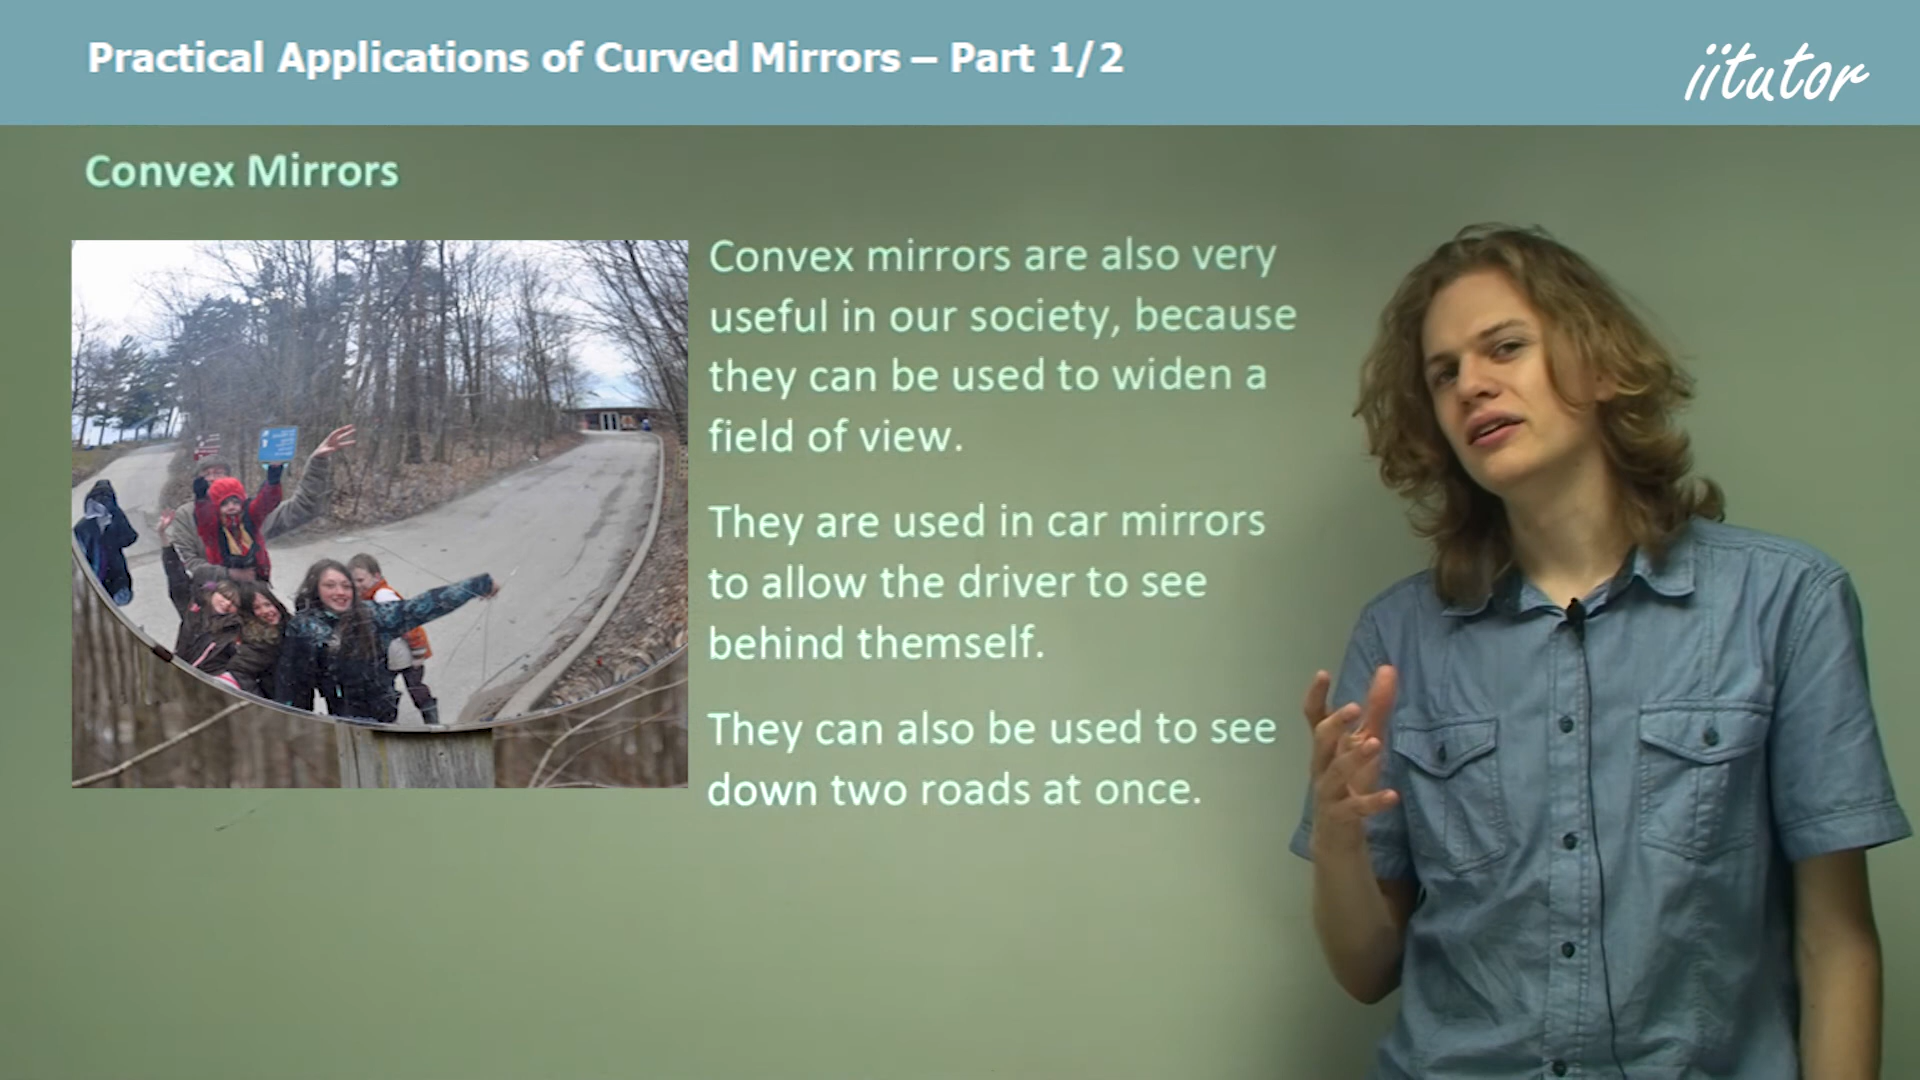 Practical Applications of Curved Mirrors – Part 1/2
iitutor
Convex Mirrors
Convex mirrors are also very
useful in our society, because
they can be used to widen a
field of view.
They are used in car mirrors
to allow the driver to see
behind themself.
They can also be used to see
down two roads at once.